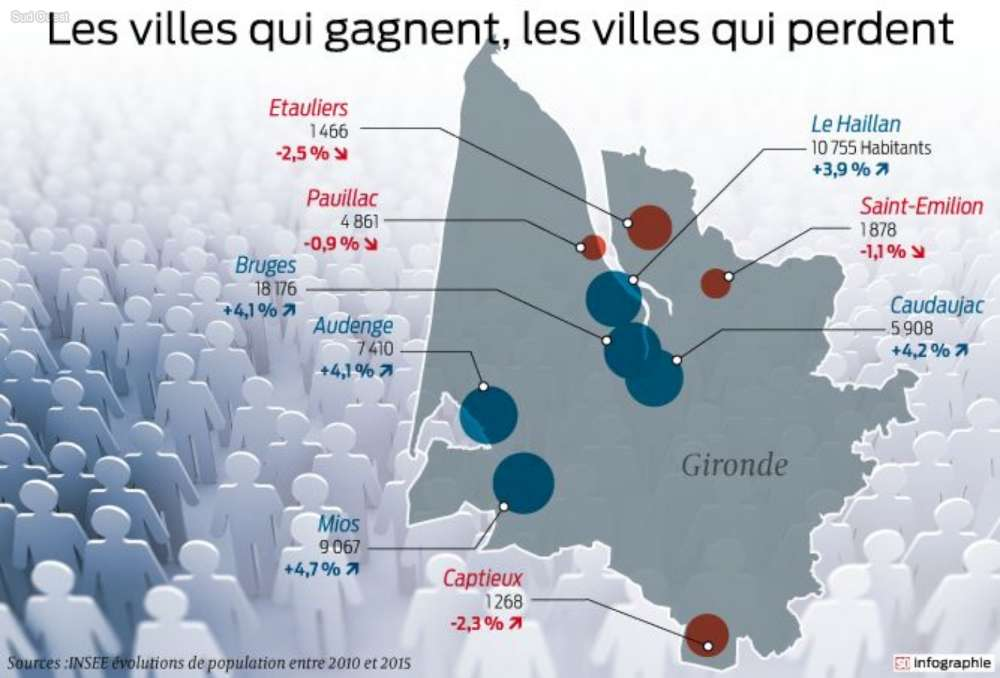 Sud Ouest
Les villes qui gagnent, les villes qui perdent
Etauliers
1 466
-2,5 % ↘
Le Haillan
10 755 Habitants
+3,9 % ↗
Pauillac
4 861
-0,9 % ↘
Saint-Emilion
1 878
-1,1 % ↘
Bruges
18 176
+4,1 % ↗
Caudaujac
5 908
+4,2 % ↗
Audenge
7 410
+4,1 % ↗
Gironde
Mios
9 067
+4,7 % ↗
Captieux
1 268
-2,3 % ↗
Sources :INSEE évolutions de population entre 2010 et 2015
SO infographie